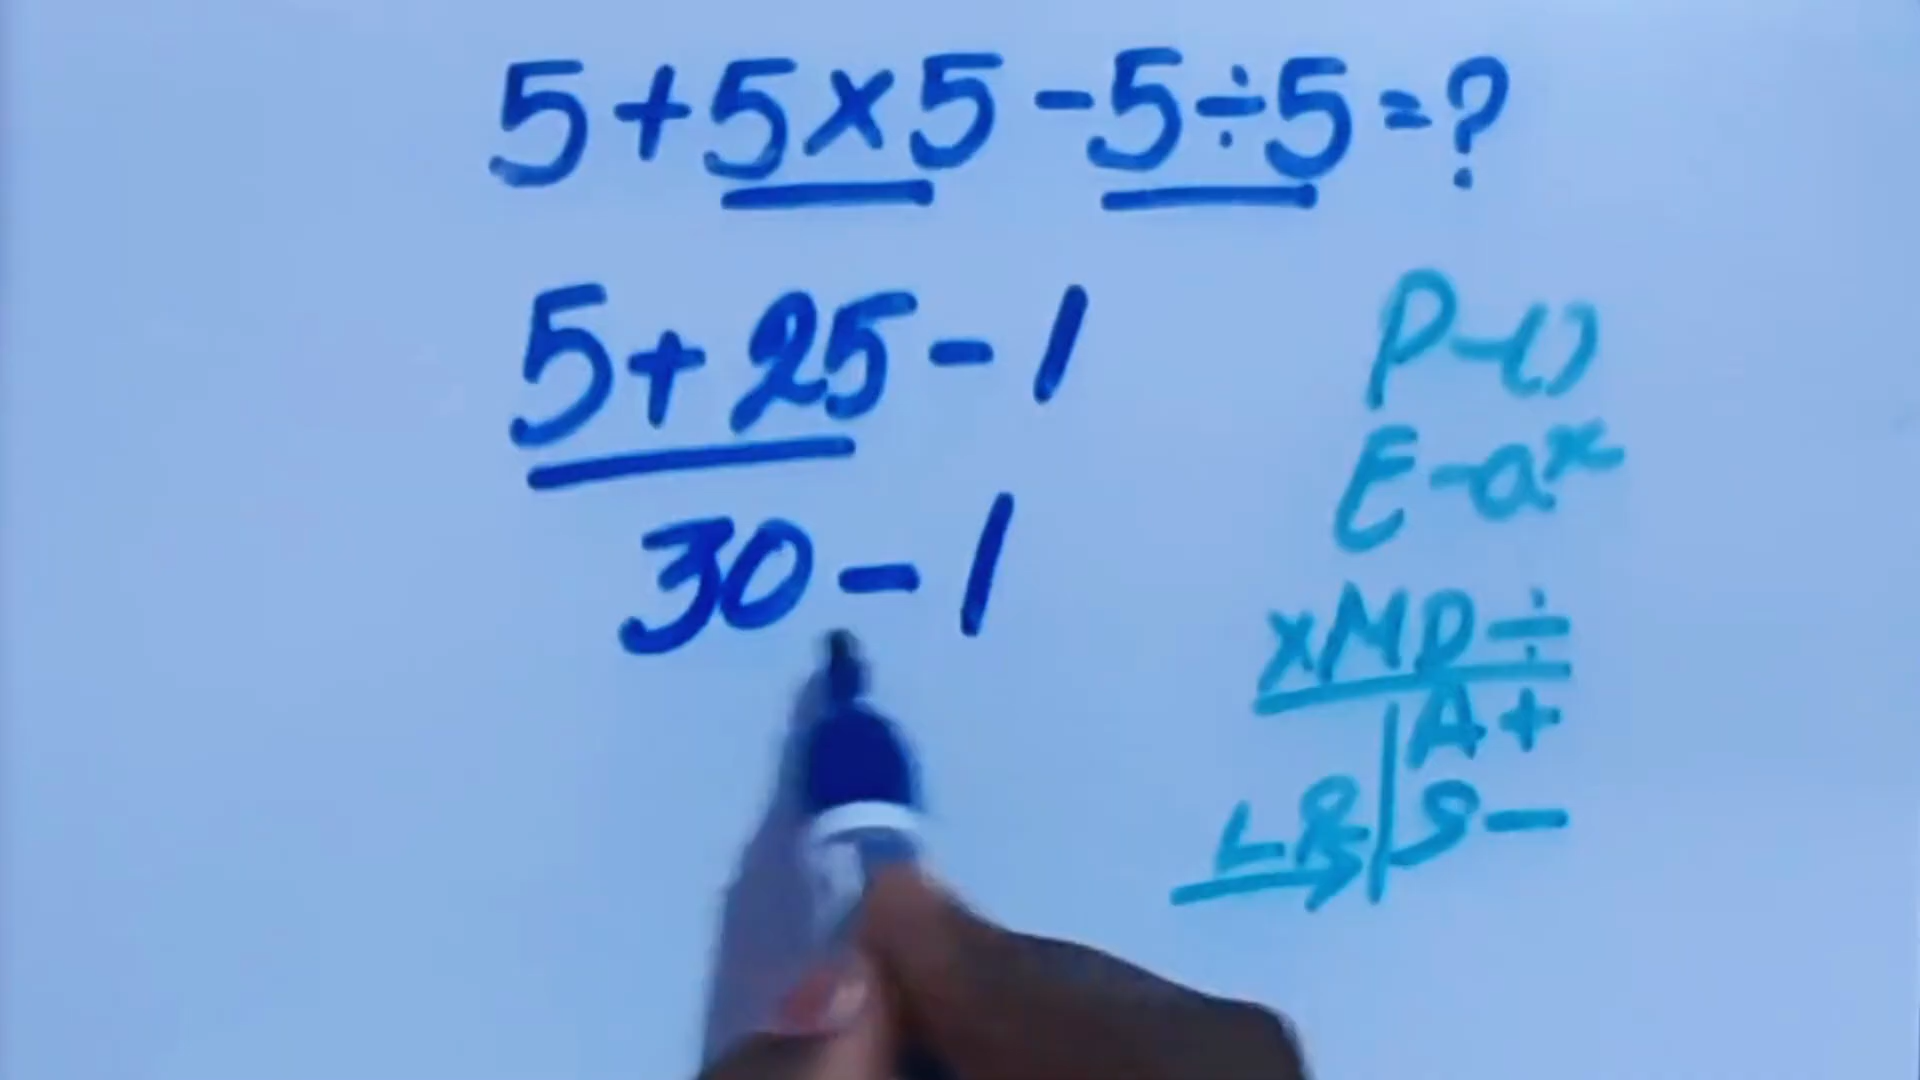 5+5×5-5÷5=?
5+25-1
30-1
P-()
E-aˣ
×MD÷
A+
LR S-